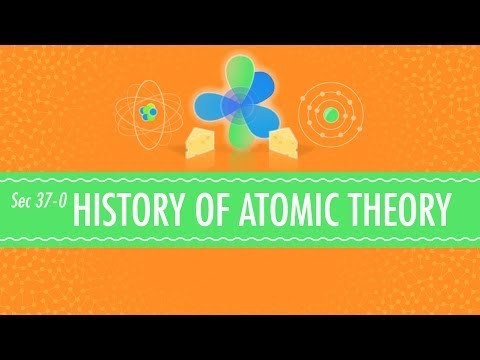 Sec 37-0 HISTORY OF ATOMIC THEORY